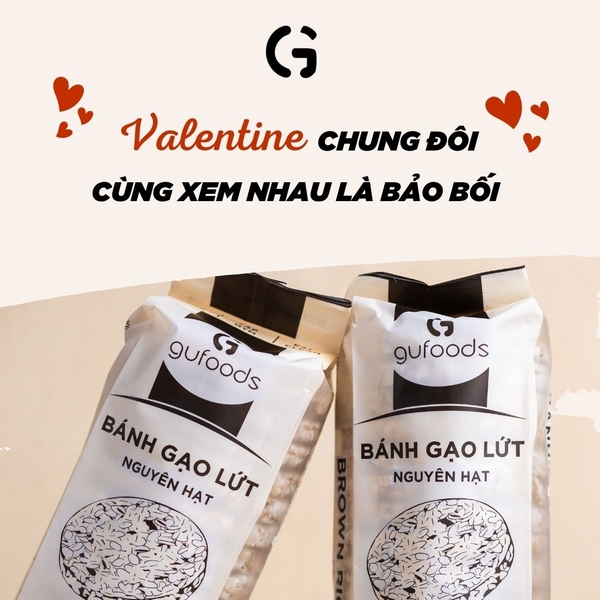 Valentine CHUNG ĐÔI
CÙNG XEM NHAU LÀ BẢO BỐI
gufoods
BÁNH GẠO LỨT
NGUYÊN HẠT
gufoods
BÁNH GẠO LỨT
NGUYÊN HẠT
BROWN